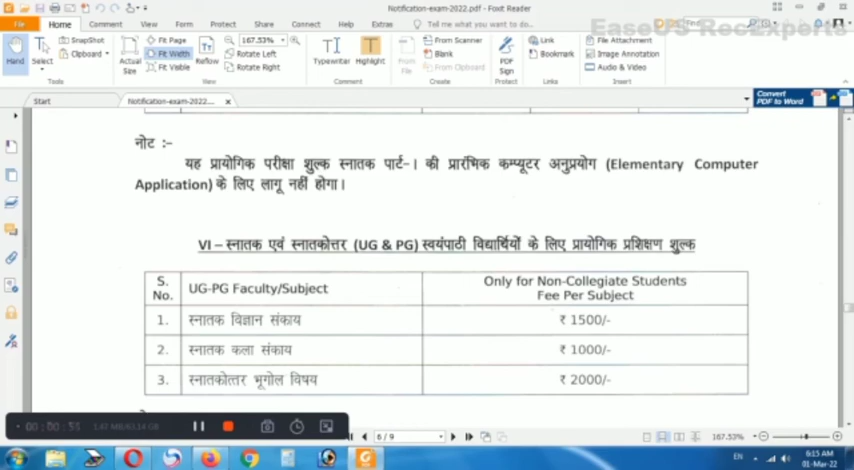 Notification-exam-2022.pdf - Foxit Reader
EaseUS RecExperts
File Home Comment View Form Protect Share Connect Help Extras Tell me what you want to do...
Hand Select SnapShot Clipboard Actual Size Fit Page Fit Width Fit Visible Reflow 167.53% Rotate Left Rotate Right Typewriter Highlight From File From Scanner Blank From Clipboard PDF Sign Link Bookmark File Attachment Image Annotation Audio & Video
Tools View Comment Create Protect Links Insert
Start Notification-exam-2022.... Convert PDF to Word
नोट :-
यह प्रायोगिक परीक्षा शुल्क स्नातक पार्ट- I की प्रारंभिक कम्प्यूटर अनुप्रयोग (Elementary Computer
Application) के लिए लागू नहीं होगा।
VI – स्नातक एवं स्नातकोत्तर (UG & PG) स्वयंपाठी विद्यार्थियों के लिए प्रायोगिक प्रशिक्षण शुल्क
S. No. UG-PG Faculty/Subject Only for Non-Collegiate Students Fee Per Subject
1. स्नातक विज्ञान संकाय ₹ 1500/-
2. स्नातक कला संकाय ₹ 1000/-
3. स्नातकोत्तर भूगोल विषय ₹ 2000/-
6 / 9 167.53%
EN 6:15 AM
01-Mar-22